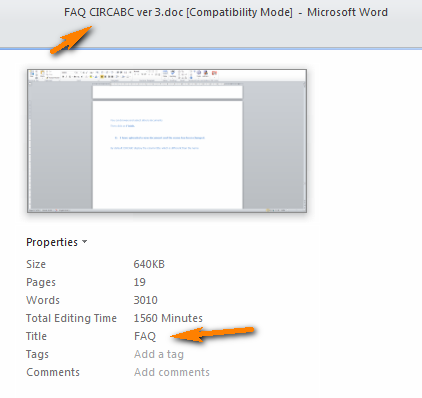 FAQ CIRCABC ver 3.doc [Compatibility Mode] - Microsoft Word
Properties
Size 640KB
Pages 19
Words 3010
Total Editing Time 1560 Minutes
Title FAQ
Tags Add a tag
Comments Add comments